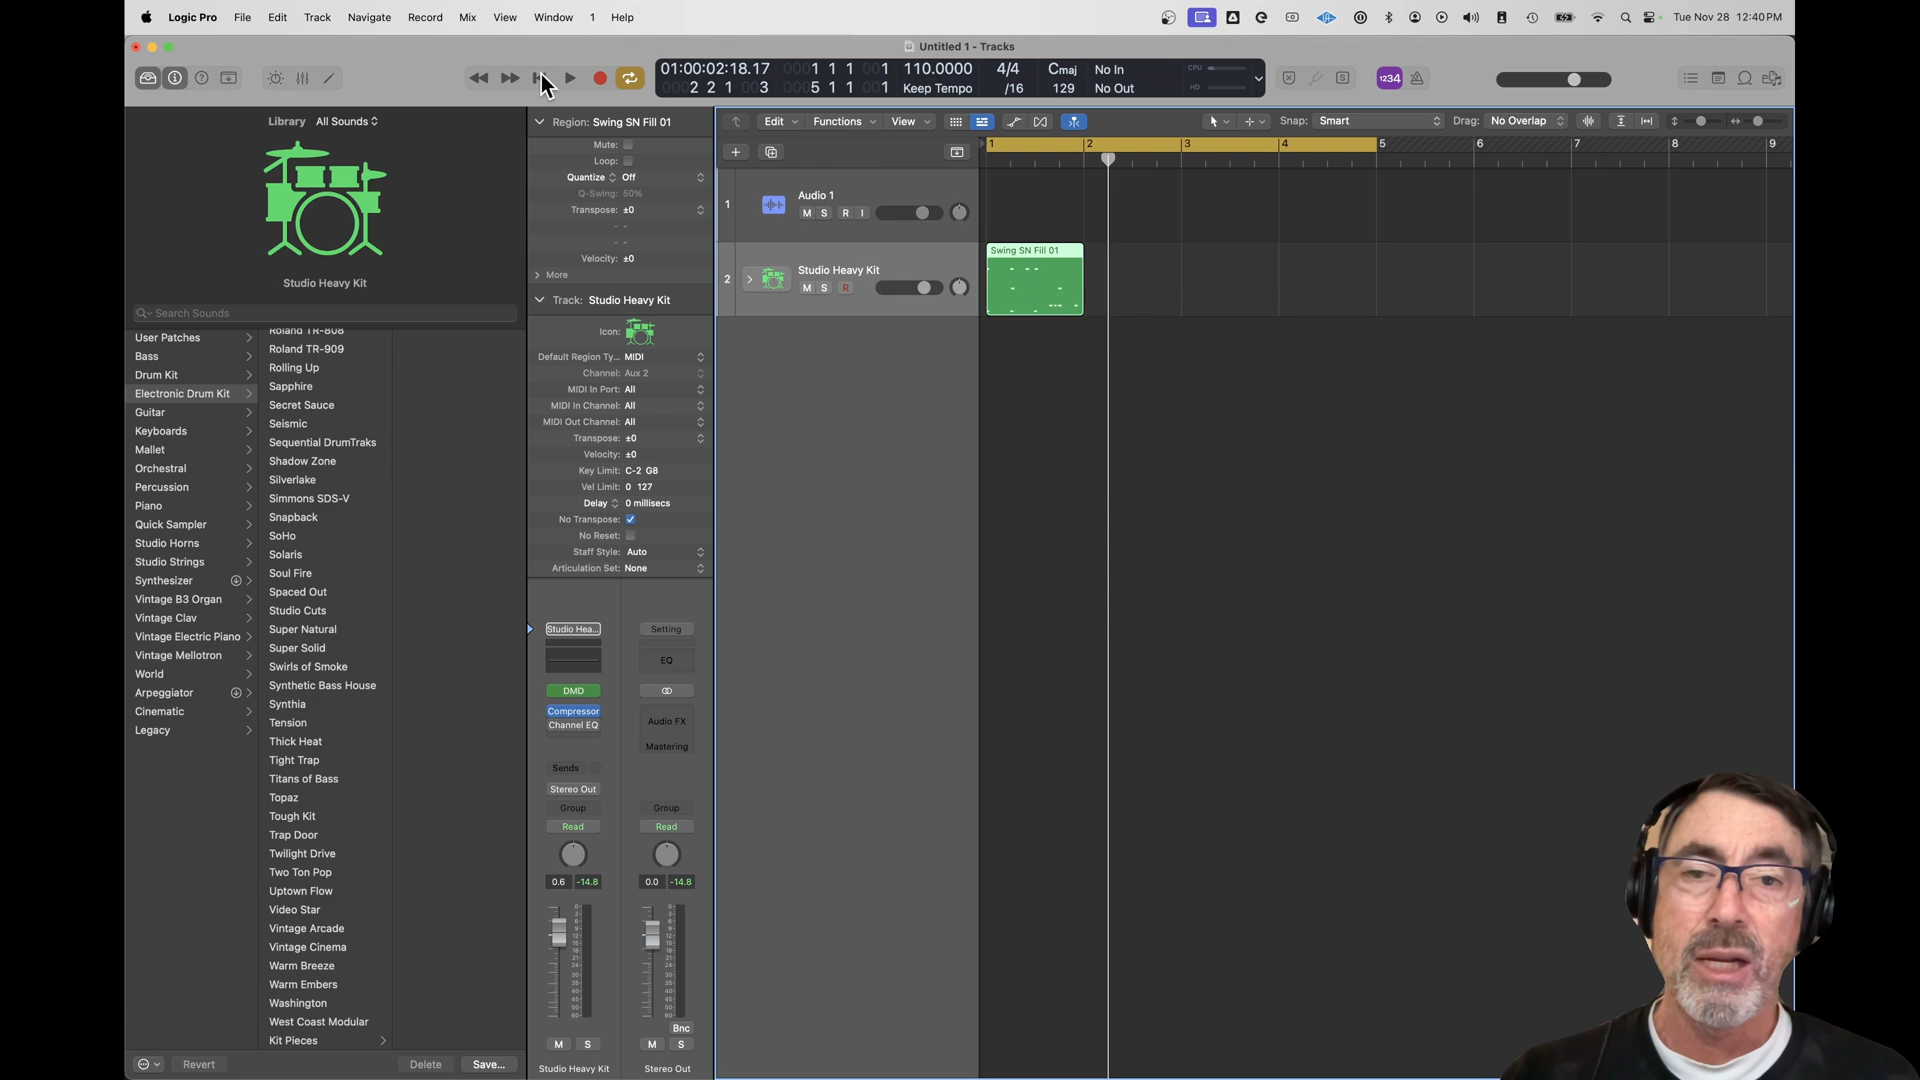 Logic Pro File Edit Track Navigate Record Mix View Window 1 Help
Tue Nov 28 12:40 PM
Untitled 1 - Tracks
01:00:02:18.17 0001 1 1 001 110.0000 4/4 Cmaj No In CPU
0002 2 1 003 0005 1 1 001 Keep Tempo /16 129 No Out HD
1234
Library All Sounds
Studio Heavy Kit
Search Sounds
User Patches
Bass
Drum Kit
Electronic Drum Kit
Guitar
Keyboards
Mallet
Orchestral
Percussion
Piano
Quick Sampler
Studio Horns
Studio Strings
Synthesizer
Vintage B3 Organ
Vintage Clav
Vintage Electric Piano
Vintage Mellotron
World
Arpeggiator
Cinematic
Legacy
Roland TR-808
Roland TR-909
Rolling Up
Sapphire
Secret Sauce
Seismic
Sequential DrumTraks
Shadow Zone
Silverlake
Simmons SDS-V
Snapback
SoHo
Solaris
Soul Fire
Spaced Out
Studio Cuts
Super Natural
Super Solid
Swirls of Smoke
Synthetic Bass House
Synthia
Tension
Thick Heat
Tight Trap
Titans of Bass
Topaz
Tough Kit
Trap Door
Twilight Drive
Two Ton Pop
Uptown Flow
Video Star
Vintage Arcade
Vintage Cinema
Warm Breeze
Warm Embers
Washington
West Coast Modular
Kit Pieces
Revert Delete Save...
Region: Swing SN Fill 01
Mute:
Loop:
Quantize Off
Q-Swing: 50%
Transpose: ±0
Velocity: ±0
More
Track: Studio Heavy Kit
Icon:
Default Region Ty... MIDI
Channel: Aux 2
MIDI In Port: All
MIDI In Channel: All
MIDI Out Channel: All
Transpose: ±0
Velocity: ±0
Key Limit: C-2 G8
Vel Limit: 0 127
Delay 0 millisecs
No Transpose:
No Reset:
Staff Style: Auto
Articulation Set: None
Studio Hea... Setting
EQ
DMD
Compressor
Channel EQ
Audio FX
Mastering
Sends
Stereo Out
Group Group
Read Read
0.6 -14.8 0.0 -14.8
Bnc
M S M S
Studio Heavy Kit Stereo Out
Edit Functions View Snap: Smart Drag: No Overlap
1 2 3 4 5 6 7 8 9
1 Audio 1
M S R I
2 Studio Heavy Kit
M S R
Swing SN Fill 01